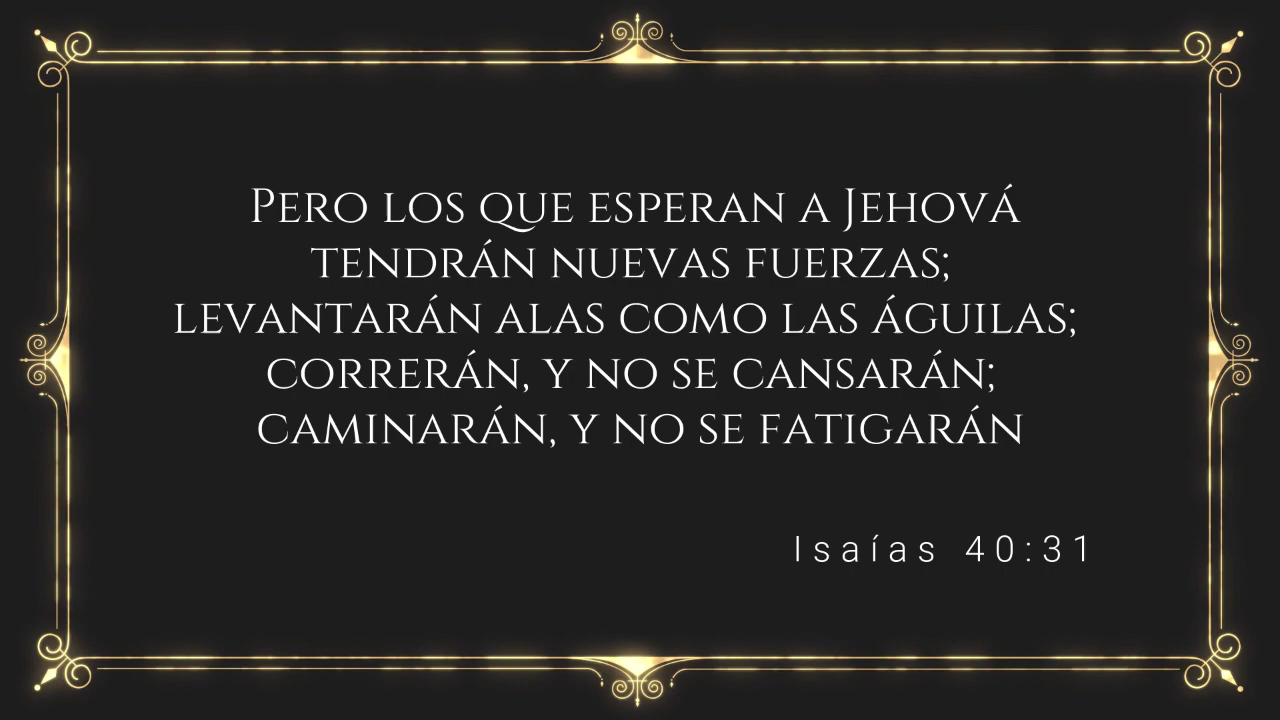 Pero los que esperan a Jehová
tendrán nuevas fuerzas;
levantarán alas como las águilas;
correrán, y no se cansarán;
caminarán, y no se fatigarán
Isaías 40:31